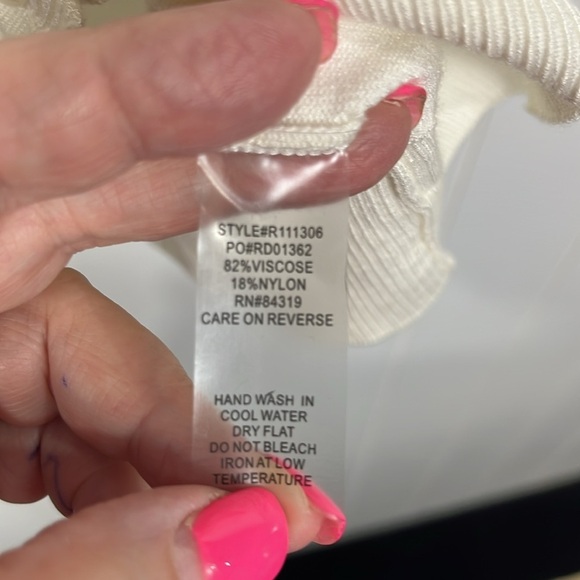 STYLE#R111306
PO#RD01362
82%VISCOSE
18%NYLON
RN#84319
CARE ON REVERSE
HAND WASH IN
COOL WATER
DRY FLAT
DO NOT BLEACH
IRON AT LOW
TEMPERATURE